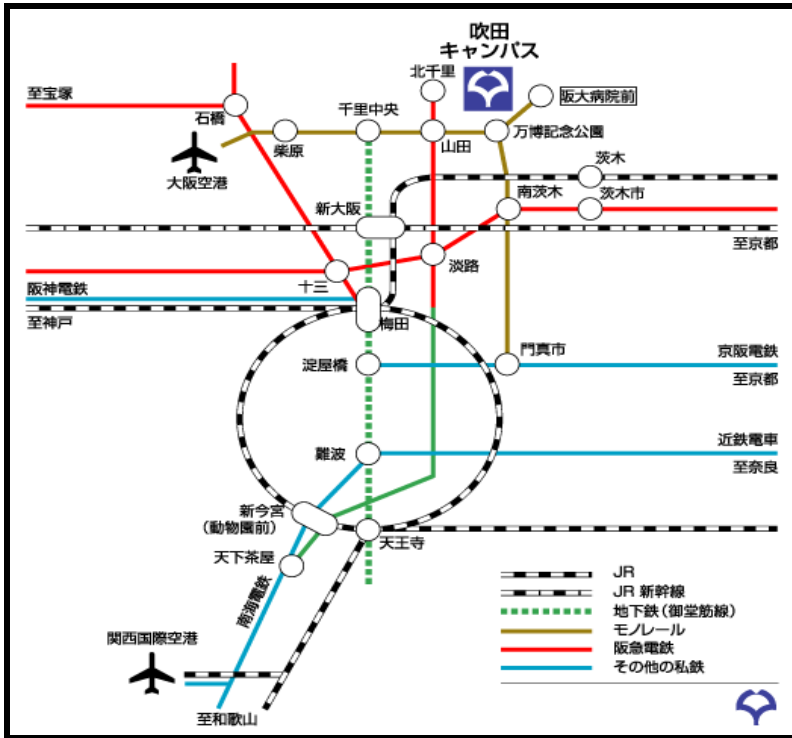 吹田
キャンパス
北千里
至宝塚
石橋
千里中央
阪大病院前
柴原
山田
万博記念公園
大阪空港
茨木
南茨木
茨木市
新大阪
至京都
淡路
十三
阪神電鉄
至神戸
梅田
淀屋橋
門真市
京阪電鉄
至京都
難波
近鉄電車
至奈良
新今宮
(動物園前)
天王寺
天下茶屋
南海電鉄
関西国際空港
至和歌山
JR
JR 新幹線
地下鉄(御堂筋線)
モノレール
阪急電鉄
その他の私鉄